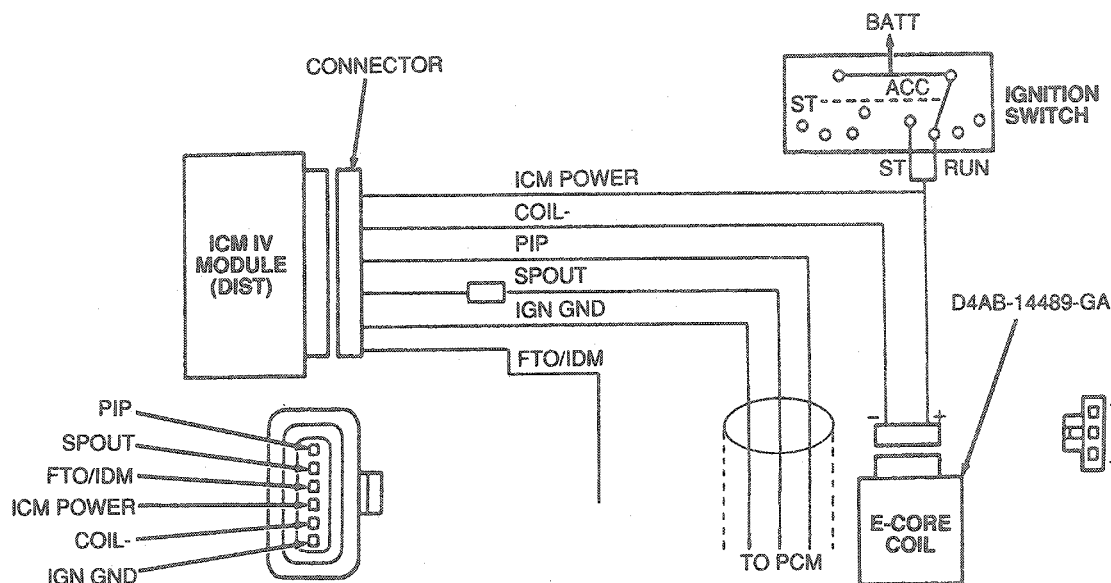 BATT
CONNECTOR
ACC
ST
IGNITION
SWITCH
ST RUN
ICM POWER
COIL-
PIP
SPOUT
IGN GND
FTO/IDM
ICM IV
MODULE
(DIST)
D4AB-14489-GA
- +
E-CORE
COIL
TO PCM
PIP
SPOUT
FTO/IDM
ICM POWER
COIL-
IGN GND